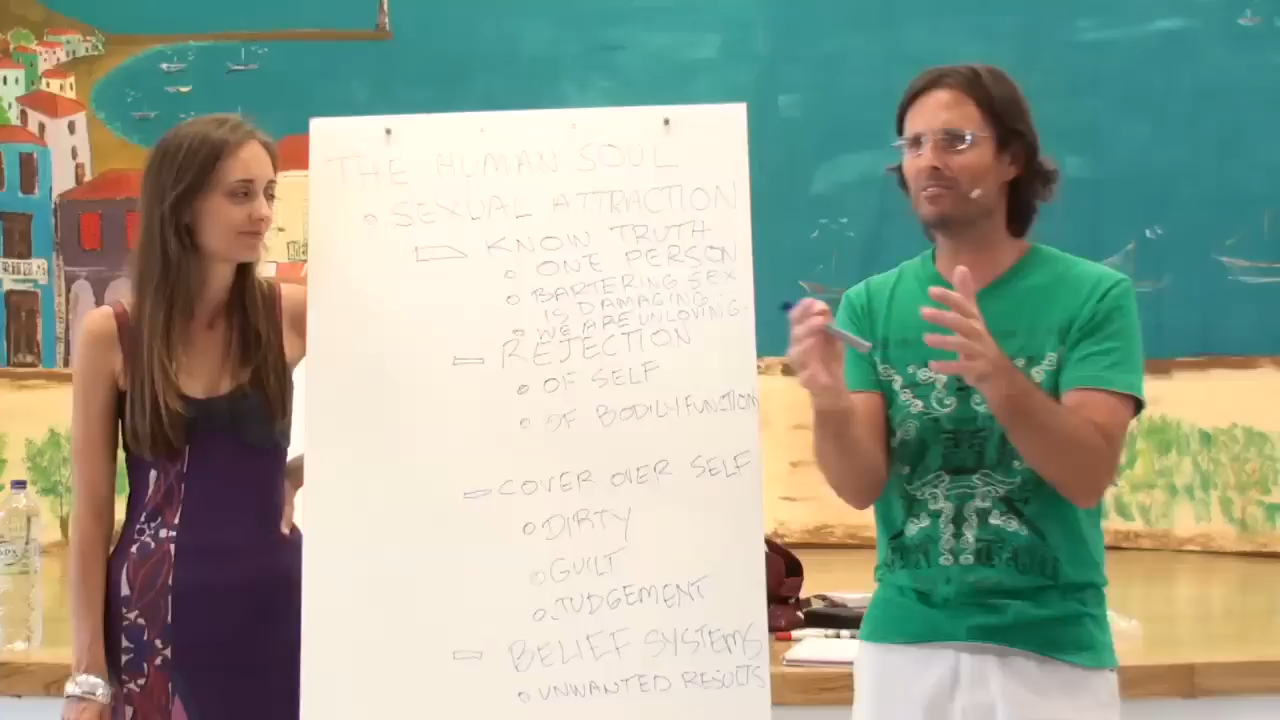 THE HUMAN SOUL
SEXUAL ATTRACTION
KNOW TRUTH
ONE PERSON
BARTERING SEX
IS DAMAGING.
WE ARE UNLOVING.
REJECTION
OF SELF
OF BODILY FUNCTIONS
COVER OVER SELF
DIRTY
GUILT
JUDGEMENT
BELIEF SYSTEMS
UNWANTED RESULTS